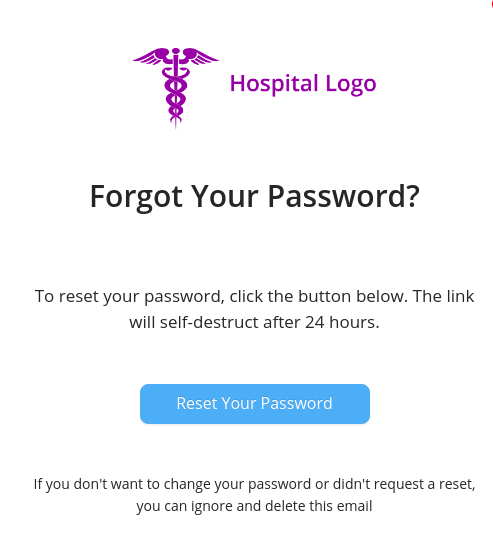 Hospital Logo
Forgot Your Password?
To reset your password, click the button below. The link
will self-destruct after 24 hours.
Reset Your Password
If you don't want to change your password or didn't request a reset,
you can ignore and delete this email